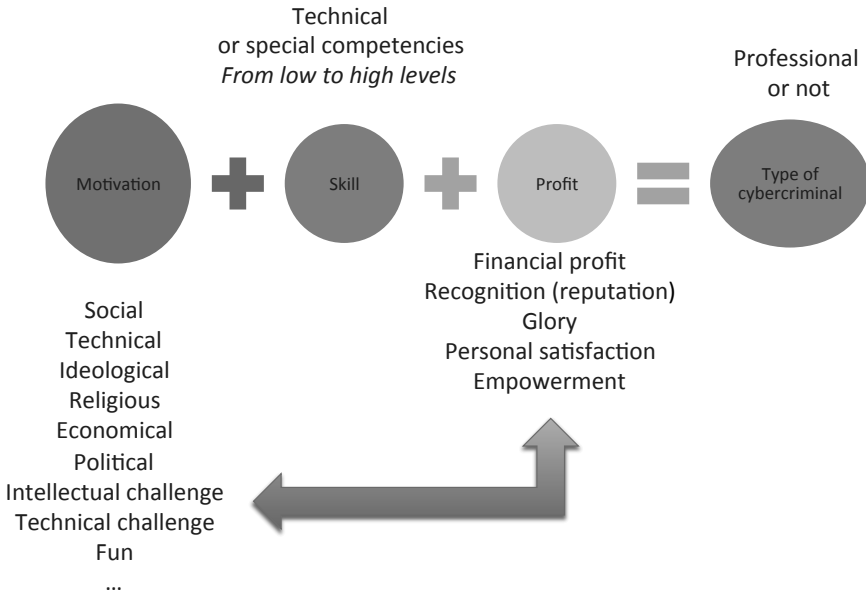 Technical
or special competencies
From low to high levels
Professional
or not
Motivation
Skill
Profit
Type of
cybercriminal
Financial profit
Recognition (reputation)
Glory
Personal satisfaction
Empowerment
Social
Technical
Ideological
Religious
Economical
Political
Intellectual challenge
Technical challenge
Fun
...